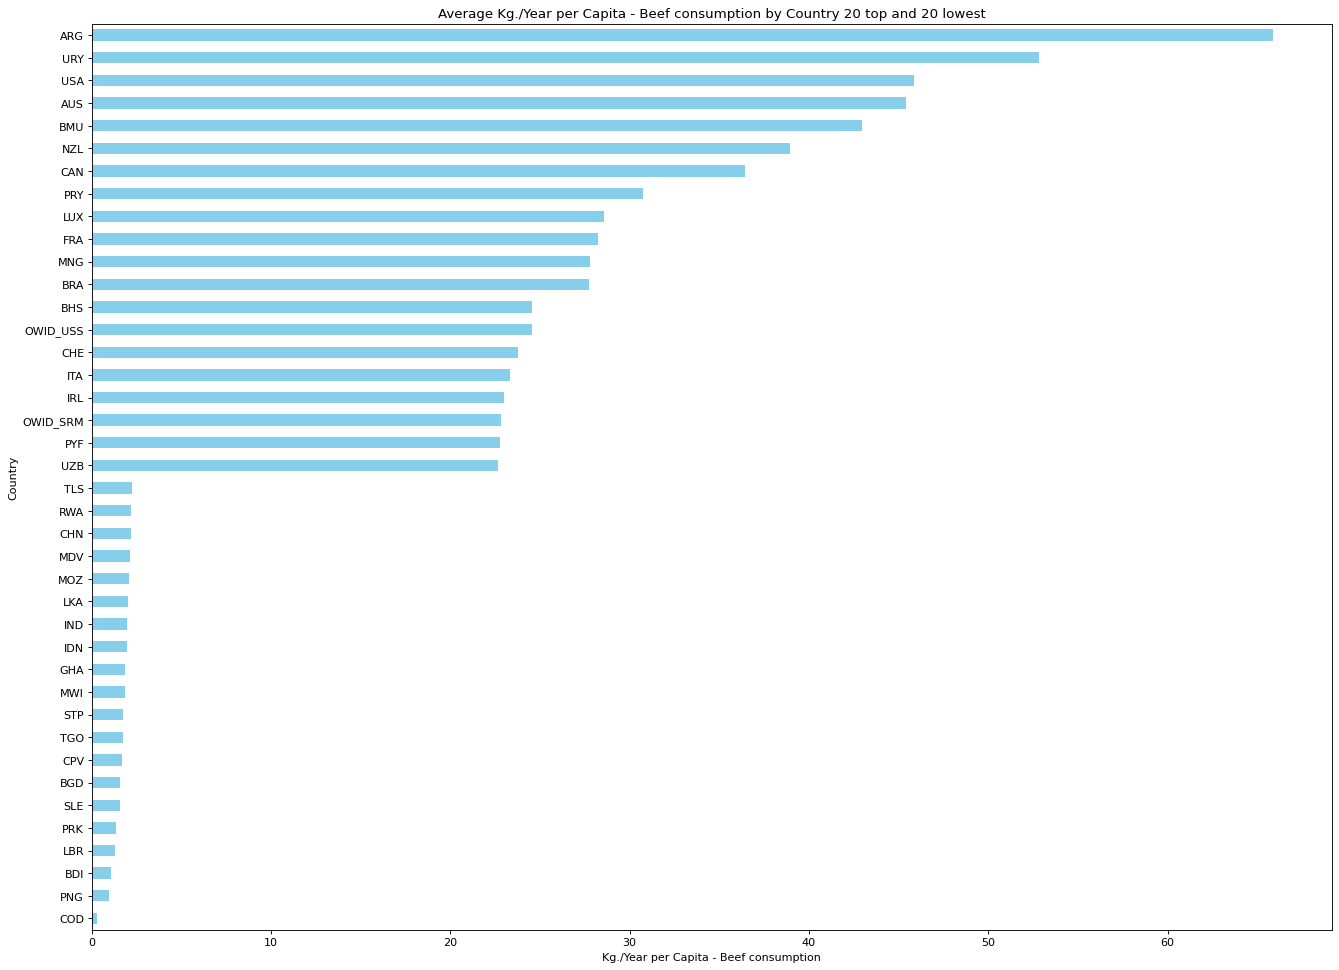 Average Kg./Year per Capita - Beef consumption by Country 20 top and 20 lowest
ARG
URY
USA
AUS
BMU
NZL
CAN
PRY
LUX
FRA
MNG
BRA
BHS
OWID_USS
CHE
ITA
IRL
OWID_SRM
PYF
UZB
TLS
RWA
CHN
MDV
MOZ
LKA
IND
IDN
GHA
MWI
STP
TGO
CPV
BGD
SLE
PRK
LBR
BDI
PNG
COD
Country
0 10 20 30 40 50 60
Kg./Year per Capita - Beef consumption